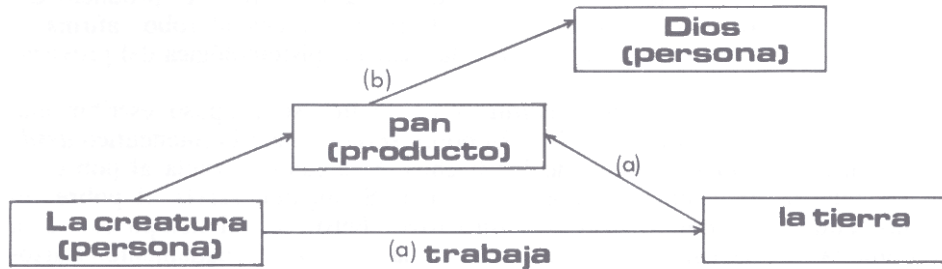 Dios
(persona)
(b)
pan
(producto)
(a)
La creatura
(persona)
la tierra
(a) trabaja